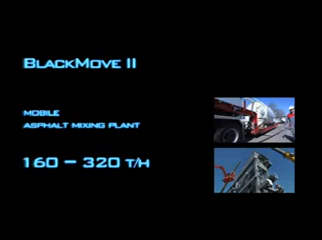 BlackMove II
mobile
asphalt mixing plant
160 – 320 t/h